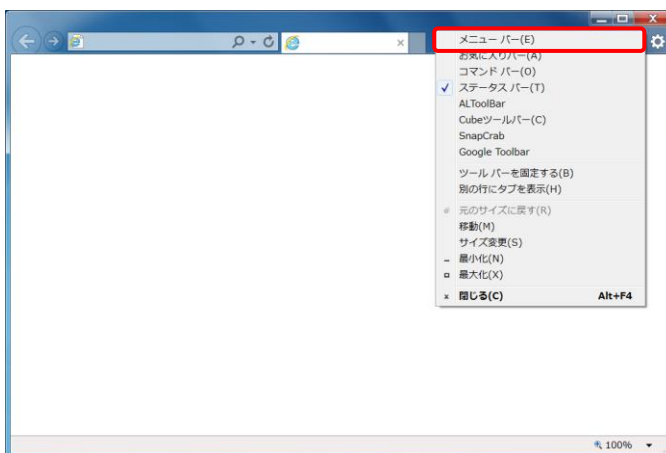 メニュー バー(E)
お気に入りバー(A)
コマンド バー(O)
ステータス バー(T)
ALToolBar
Cubeツールバー(C)
SnapCrab
Google Toolbar
ツール バーを固定する(B)
別の行にタブを表示(H)
元のサイズに戻す(R)
移動(M)
サイズ変更(S)
最小化(N)
最大化(X)
閉じる(C) Alt+F4
100%